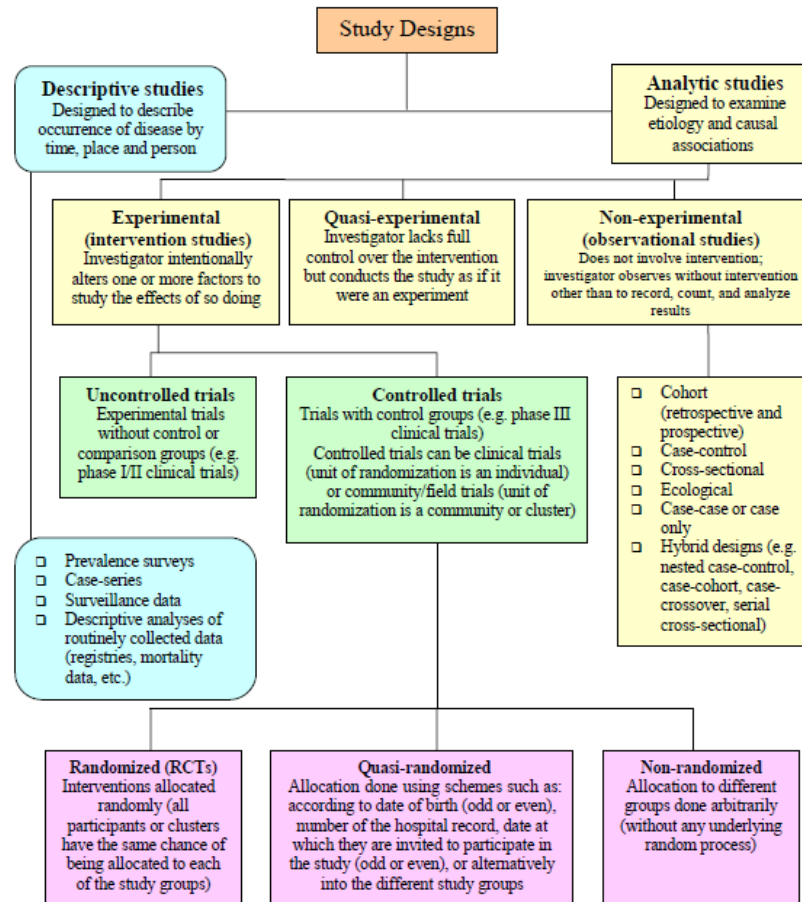 Study Designs
Descriptive studies
Designed to describe
occurrence of disease by
time, place and person
Analytic studies
Designed to examine
etiology and causal
associations
Experimental
(intervention studies)
Investigator intentionally
alters one or more factors to
study the effects of so doing
Quasi-experimental
Investigator lacks full
control over the intervention
but conducts the study as if it
were an experiment
Non-experimental
(observational studies)
Does not involve intervention;
investigator observes without intervention
other than to record, count, and analyze
results
Uncontrolled trials
Experimental trials
without control or
comparison groups (e.g.
phase I/II clinical trials)
Controlled trials
Trials with control groups (e.g. phase III
clinical trials)
Controlled trials can be clinical trials
(unit of randomization is an individual)
or community/field trials (unit of
randomization is a community or cluster)
❑ Cohort
(retrospective and
prospective)
❑ Case-control
❑ Cross-sectional
❑ Ecological
❑ Case-case or case
only
❑ Hybrid designs (e.g.
nested case-control,
case-cohort, case-
crossover, serial
cross-sectional)
❑ Prevalence surveys
❑ Case-series
❑ Surveillance data
❑ Descriptive analyses of
routinely collected data
(registries, mortality
data, etc.)
Randomized (RCTs)
Interventions allocated
randomly (all
participants or clusters
have the same chance of
being allocated to each
of the study groups)
Quasi-randomized
Allocation done using schemes such as:
according to date of birth (odd or even),
number of the hospital record, date at
which they are invited to participate in
the study (odd or even), or alternatively
into the different study groups
Non-randomized
Allocation to different
groups done arbitrarily
(without any underlying
random process)